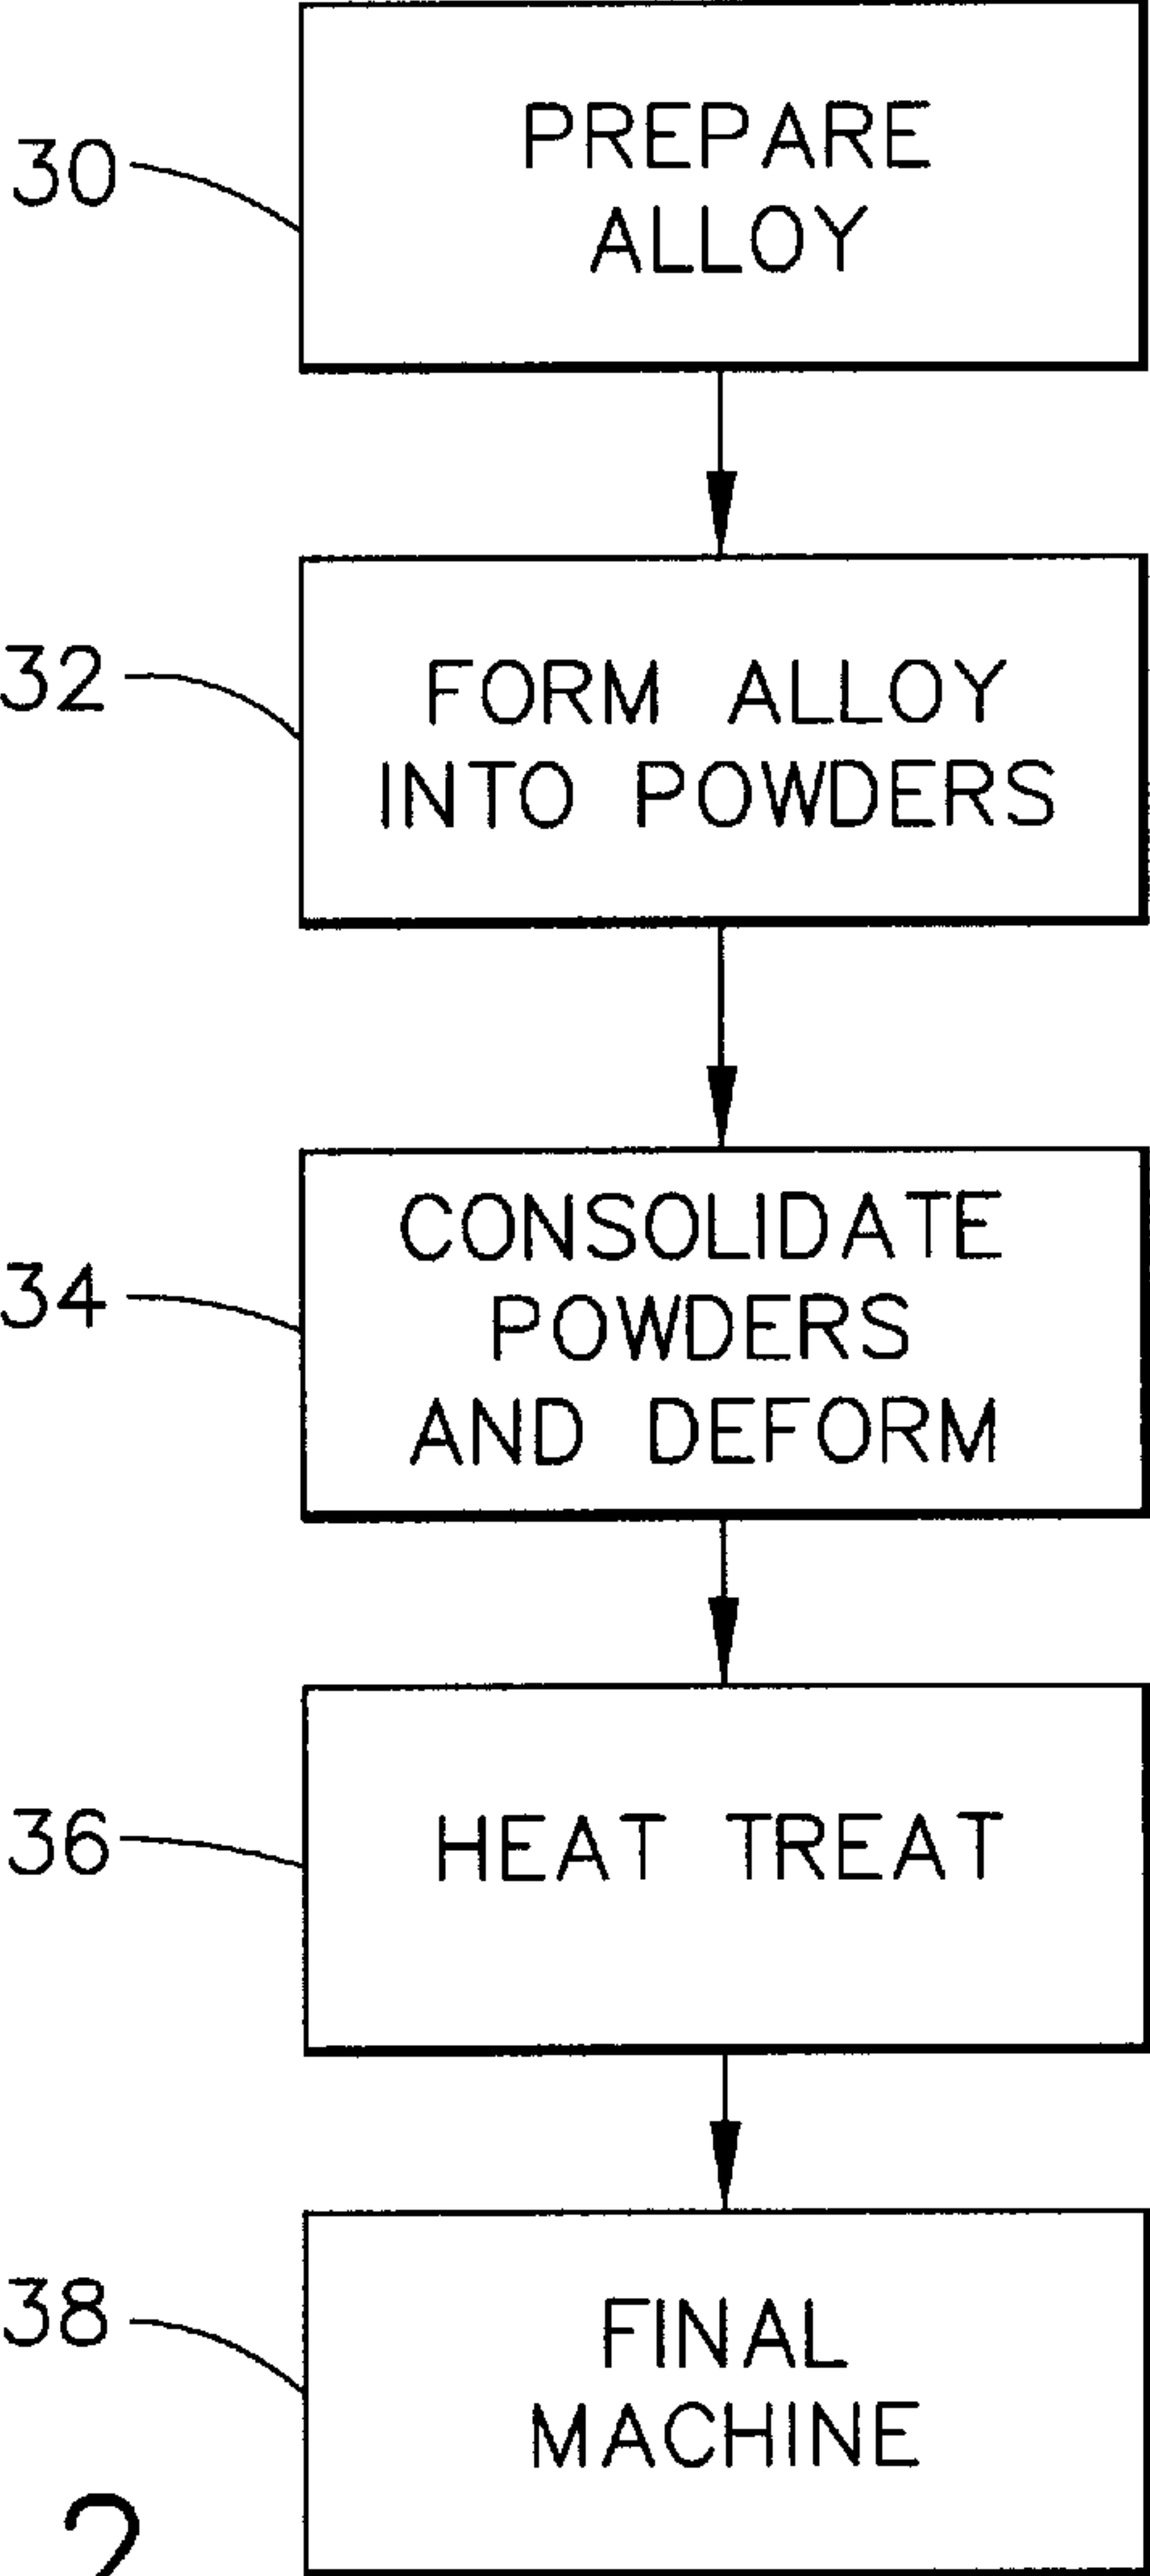 30
PREPARE
ALLOY
32
FORM ALLOY
INTO POWDERS
34
CONSOLIDATE
POWDERS
AND DEFORM
36
HEAT TREAT
38
FINAL
MACHINE
2